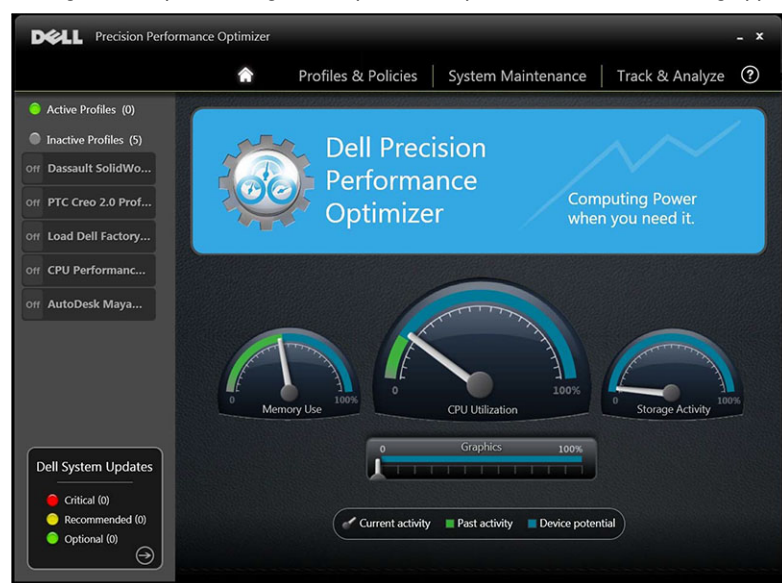 DELL Precision Performance Optimizer
Profiles & Policies System Maintenance Track & Analyze ?
Active Profiles (0)
Inactive Profiles (5)
Off Dassault SolidWo...
Off PTC Creo 2.0 Prof...
Off Load Dell Factory...
Off CPU Performanc...
Off AutoDesk Maya...
Dell Precision
Performance
Optimizer
Computing Power
when you need it.
0 100%
Memory Use
0 100%
CPU Utilization
0 100%
Storage Activity
0 Graphics 100%
Current activity Past activity Device potential
Dell System Updates
Critical (0)
Recommended (0)
Optional (0)